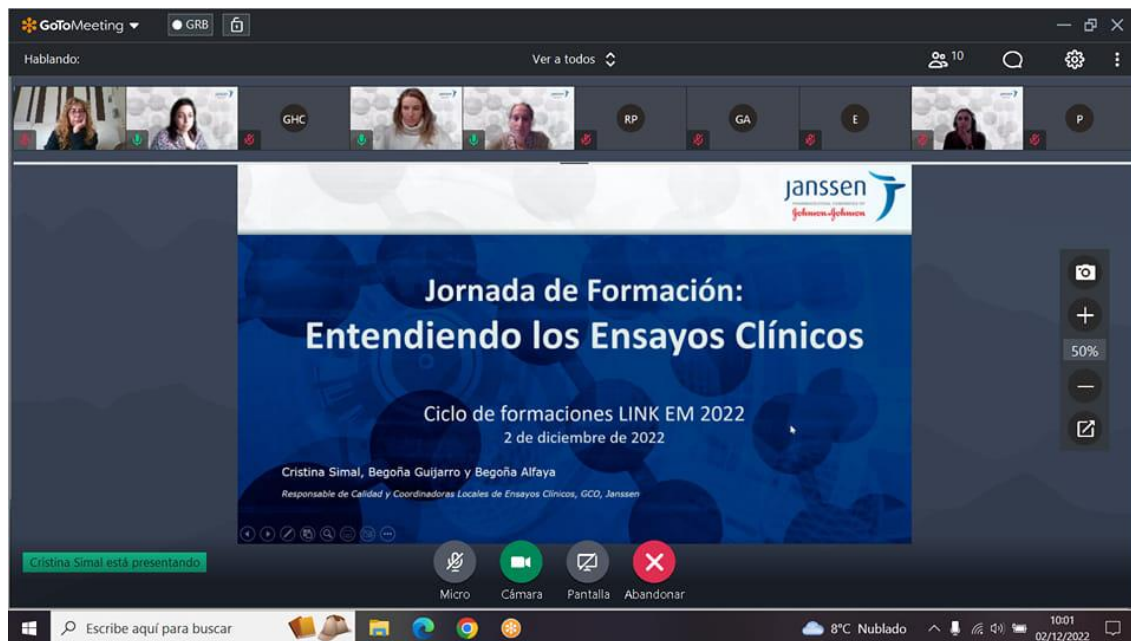 GoToMeeting
GRB
Hablando:
Ver a todos
10
GHC
RP
GA
E
P
janssen
PHARMACEUTICAL COMPANIES OF
Johnson & Johnson
Jornada de Formación:
Entendiendo los Ensayos Clínicos
Ciclo de formaciones LINK EM 2022
2 de diciembre de 2022
Cristina Simal, Begoña Guijarro y Begoña Alfaya
Responsable de Calidad y Coordinadoras Locales de Ensayos Clínicos, GCO, Janssen
50%
Cristina Simal está presentando
Micro
Cámara
Pantalla
Abandonar
Escribe aquí para buscar
8°C Nublado
10:01
02/12/2022